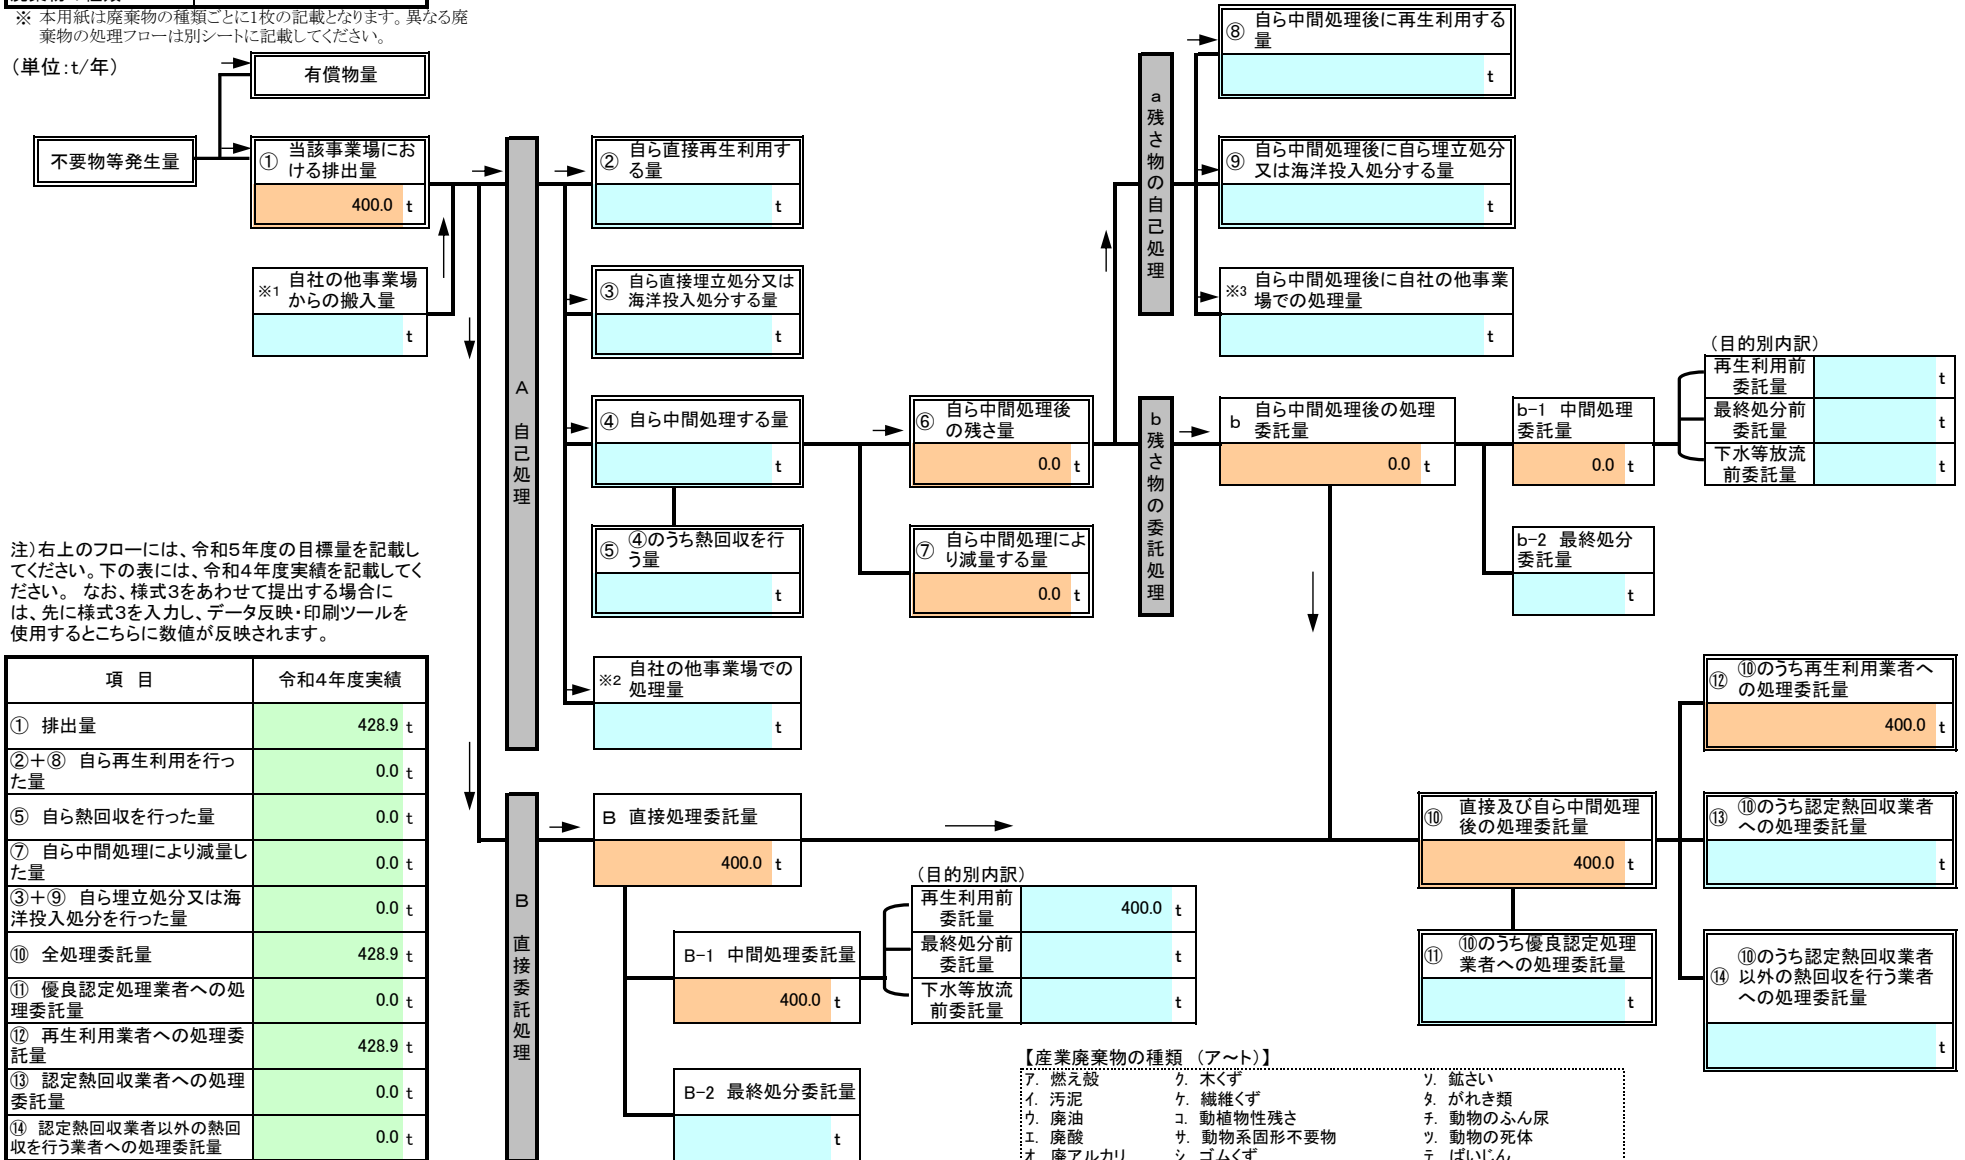 ※ 本用紙は廃棄物の種類ごとに1枚の記載となります。異なる廃
棄物の処理フローは別シートに記載してください。
（単位:t/年）
有償物量
不要物等発生量
① 当該事業場にお
ける排出量
400.0 t
※1 自社の他事業場
からの搬入量
t
A 自己処理
② 自ら直接再生利用す
る量
t
③ 自ら直接埋立処分又は
海洋投入処分する量
t
④ 自ら中間処理する量
t
⑤ ④のうち熱回収を行
う量
t
※2 自社の他事業場での
処理量
t
⑥ 自ら中間処理後
の残さ量
0.0 t
⑦ 自ら中間処理によ
り減量する量
0.0 t
a 残さ物の自己処理
⑧ 自ら中間処理後に再生利用する
量
t
⑨ 自ら中間処理後に自ら埋立処分
又は海洋投入処分する量
t
※3 自ら中間処理後に自社の他事業
場での処理量
t
b 残さ物の委託処理
b 自ら中間処理後の処理
委託量
0.0 t
b-1 中間処理
委託量
0.0 t
（目的別内訳）
再生利用前
委託量
t
最終処分前
委託量
t
下水等放流
前委託量
t
b-2 最終処分
委託量
t
注）右上のフローには、令和5年度の目標量を記載し
てください。下の表には、令和4年度実績を記載してく
ださい。 なお、様式3をあわせて提出する場合に
は、先に様式3を入力し、データ反映・印刷ツールを
使用するとこちらに数値が反映されます。
項 目 令和4年度実績
① 排出量 428.9 t
②＋⑧ 自ら再生利用を行っ
た量 0.0 t
⑤ 自ら熱回収を行った量 0.0 t
⑦ 自ら中間処理により減量し
た量 0.0 t
③＋⑨ 自ら埋立処分又は海
洋投入処分を行った量 0.0 t
⑩ 全処理委託量 428.9 t
⑪ 優良認定処理業者への処
理委託量 0.0 t
⑫ 再生利用業者への処理委
託量 428.9 t
⑬ 認定熱回収業者への処理
委託量 0.0 t
⑭ 認定熱回収業者以外の熱回
収を行う業者への処理委託量 0.0 t
B 直接委託処理
B 直接処理委託量
400.0 t
B-1 中間処理委託量
400.0 t
（目的別内訳）
再生利用前
委託量
400.0 t
最終処分前
委託量
t
下水等放流
前委託量
t
B-2 最終処分委託量
t
⑩ 直接及び自ら中間処理
後の処理委託量
400.0 t
⑪ ⑩のうち優良認定処理
業者への処理委託量
t
⑫ ⑩のうち再生利用業者へ
の処理委託量
400.0 t
⑬ ⑩のうち認定熱回収業者
への処理委託量
t
⑭ ⑩のうち認定熱回収業者
以外の熱回収を行う業者
への処理委託量
t
【産業廃棄物の種類 （ア～ト）】
ア. 燃え殻 ク. 木くず ソ. 鉱さい
イ. 汚泥 ケ. 繊維くず タ. がれき類
ウ. 廃油 コ. 動植物性残さ チ. 動物のふん尿
エ. 廃酸 サ. 動物系固形不要物 ツ. 動物の死体
オ. 廃アルカリ シ. ゴムくず テ. ばいじん